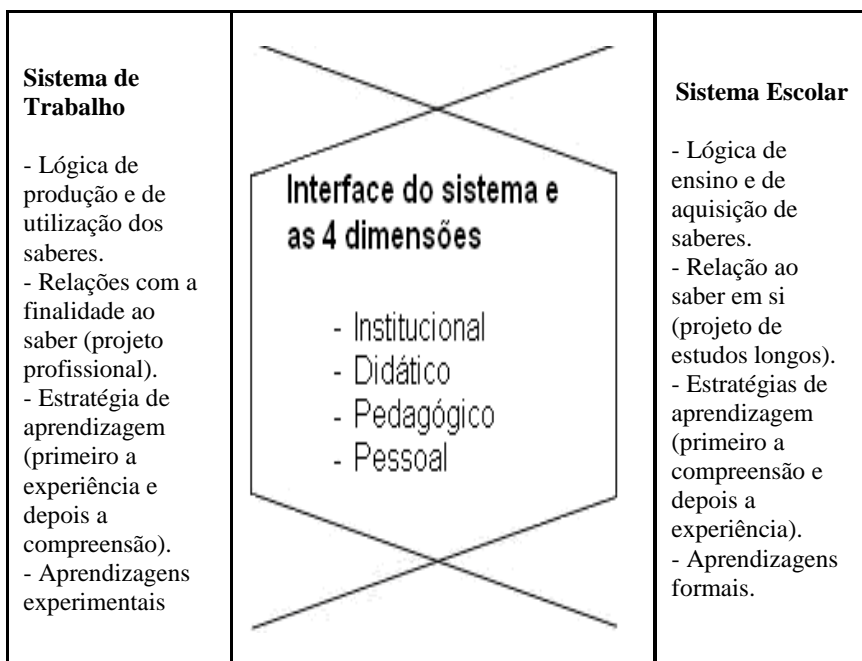 Sistema de
Trabalho
- Lógica de
produção e de
utilização dos
saberes.
- Relações com a
finalidade ao
saber (projeto
profissional).
- Estratégia de
aprendizagem
(primeiro a
experiência e
depois a
compreensão).
- Aprendizagens
experimentais
Interface do sistema e
as 4 dimensões
- Institucional
- Didático
- Pedagógico
- Pessoal
Sistema Escolar
- Lógica de
ensino e de
aquisição de
saberes.
- Relação ao
saber em si
(projeto de
estudos longos).
- Estratégias de
aprendizagem
(primeiro a
compreensão e
depois a
experiência).
- Aprendizagens
formais.